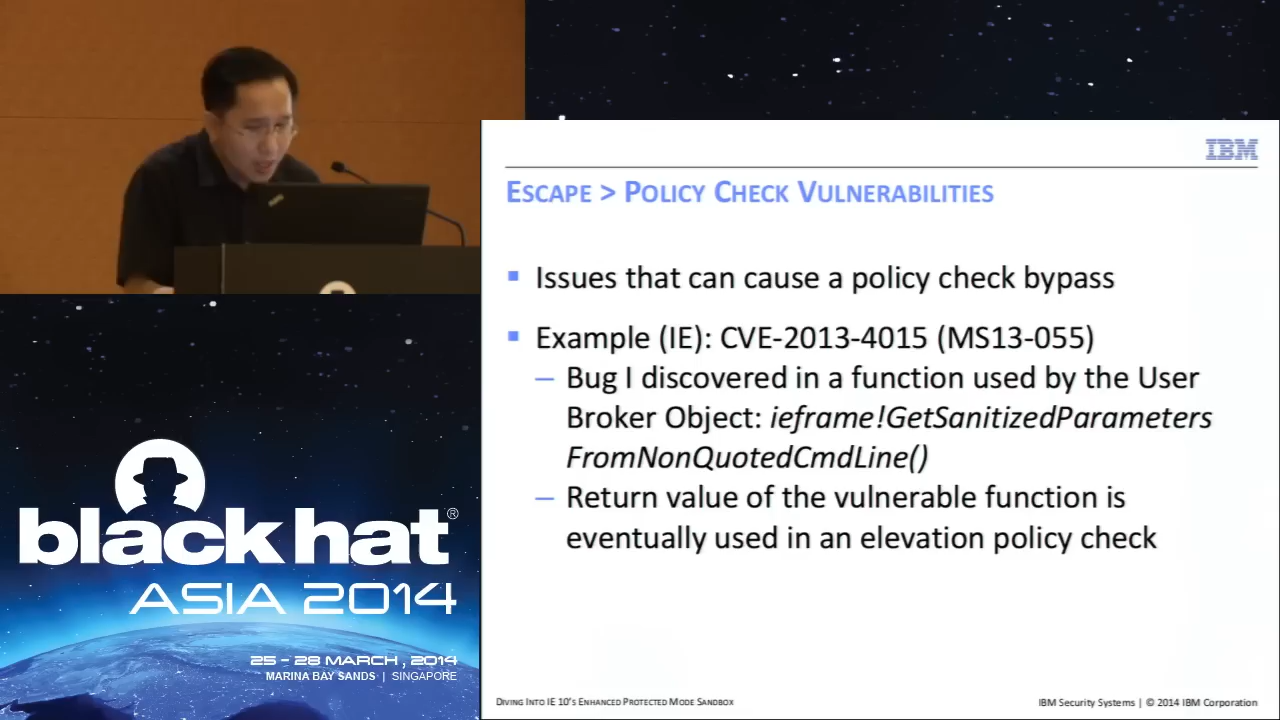 IBM
ESCAPE > POLICY CHECK VULNERABILITIES
Issues that can cause a policy check bypass
Example (IE): CVE-2013-4015 (MS13-055)
Bug I discovered in a function used by the User
Broker Object: ieframe!GetSanitizedParameters
FromNonQuotedCmdLine()
Return value of the vulnerable function is
eventually used in an elevation policy check
DIVING INTO IE 10'S ENHANCED PROTECTED MODE SANDBOX
IBM Security Systems | © 2014 IBM Corporation
black hat®
ASIA 2014
25 - 28 MARCH, 2014
MARINA BAY SANDS | SINGAPORE